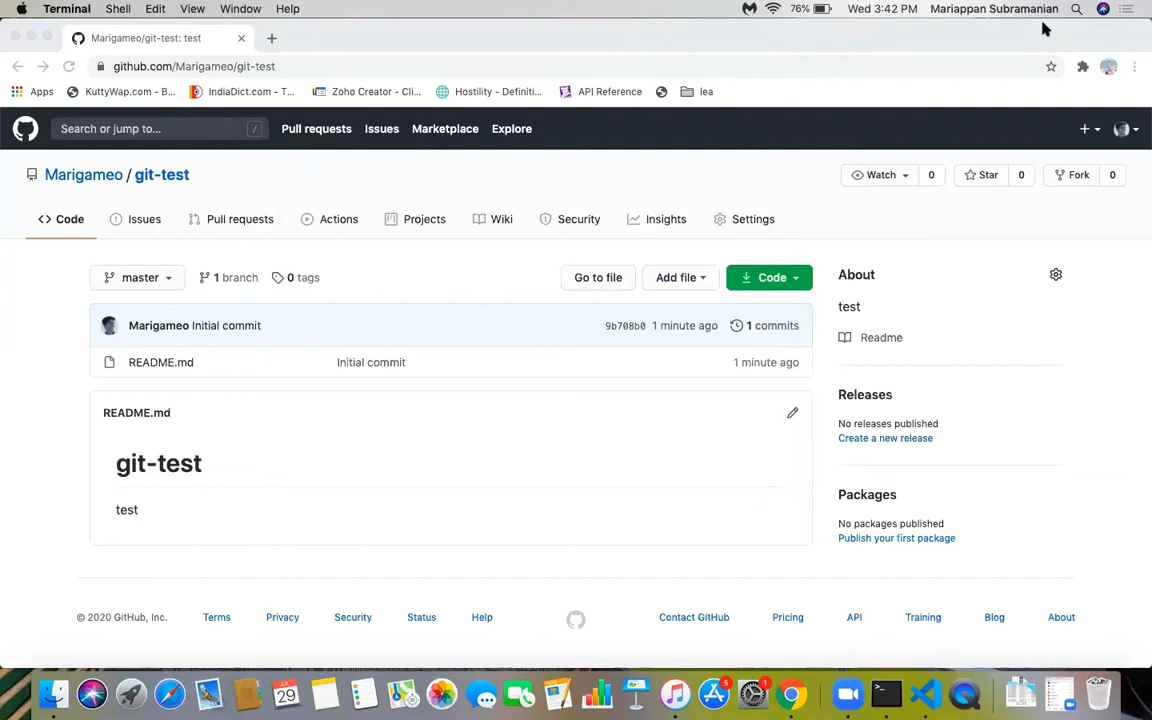 Terminal Shell Edit View Window Help 76% Wed 3:42 PM Mariappan Subramanian
Marigameo/git-test: test
github.com/Marigameo/git-test
Apps KuttyWap.com - B... IndiaDict.com - T... Zoho Creator - Cli... Hostility - Definiti... API Reference lea
Search or jump to... / Pull requests Issues Marketplace Explore
Marigameo / git-test Watch 0 Star 0 Fork 0
<> Code Issues Pull requests Actions Projects Wiki Security Insights Settings
master 1 branch 0 tags Go to file Add file Code About
test
Marigameo Initial commit 9b708b0 1 minute ago 1 commits
Readme
README.md Initial commit 1 minute ago
Releases
README.md
No releases published
Create a new release
git-test
Packages
test
No packages published
Publish your first package
© 2020 GitHub, Inc. Terms Privacy Security Status Help Contact GitHub Pricing API Training Blog About
JUL 29 5 1 >_